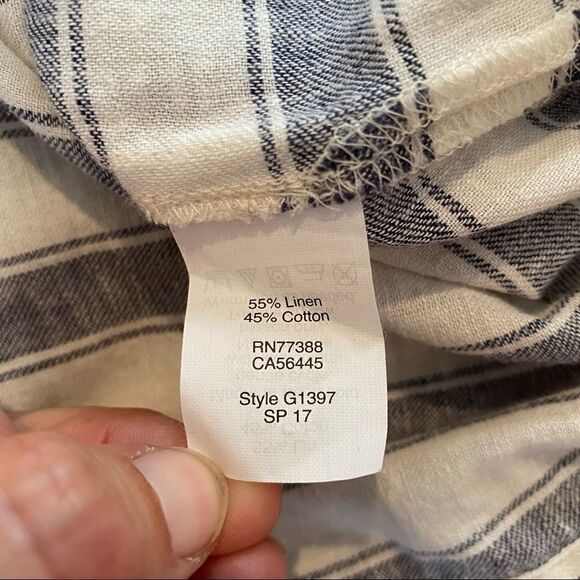 55% Linen
45% Cotton
RN77388
CA56445
Style G1397
SP 17